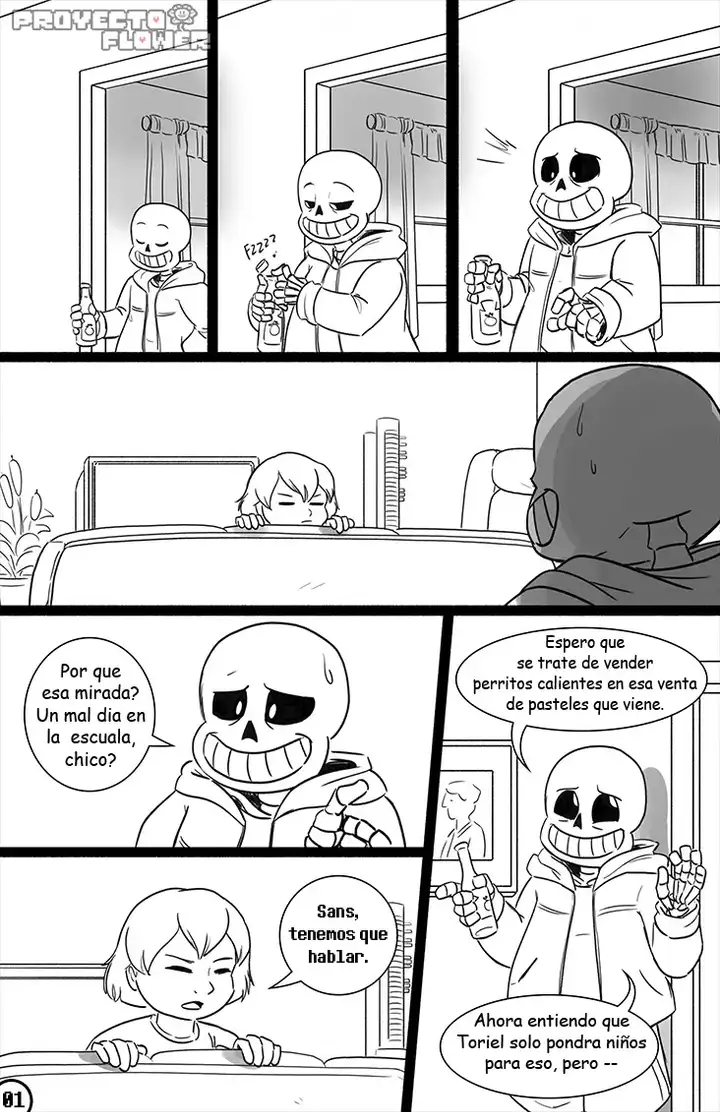 PROYECTO
FLOWER
FZZZZ
Por que
esa mirada?
Un mal dia en
la escuala,
chico?
Sans,
tenemos que
hablar.
Espero que
se trate de vender
perritos calientes en esa venta
de pasteles que viene.
Ahora entiendo que
Toriel solo pondra niños
para eso, pero --
01